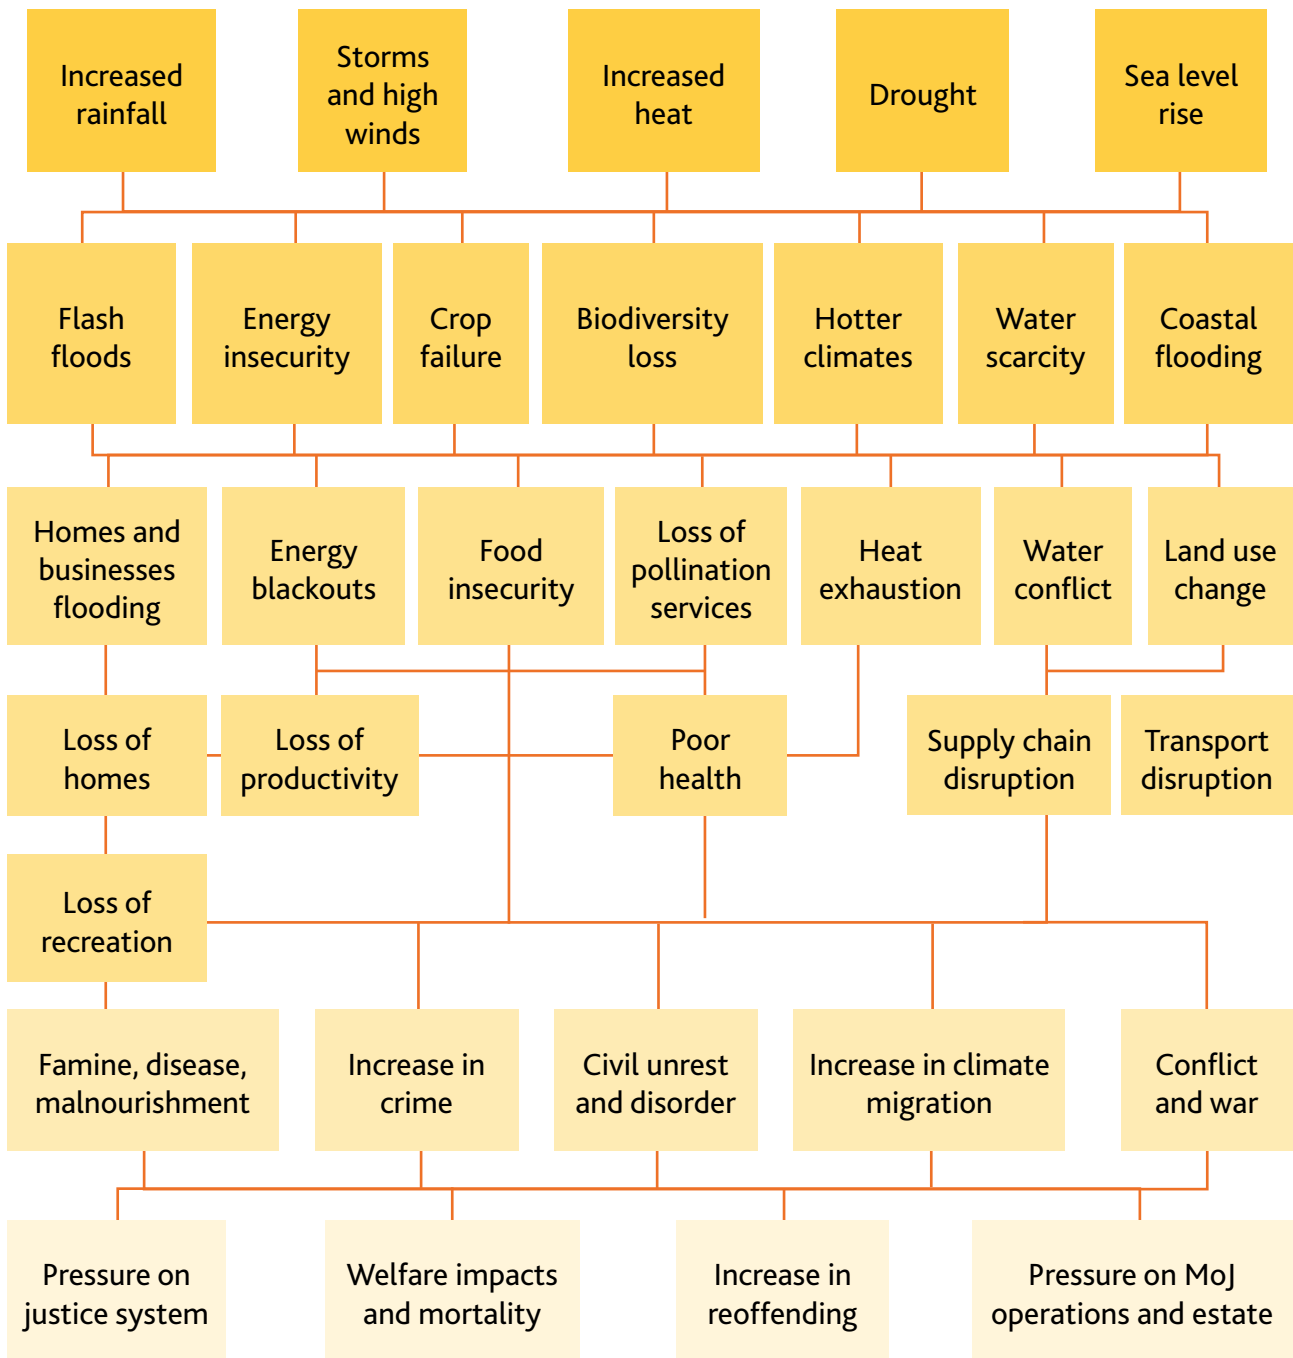 Increased
rainfall
Storms
and high
winds
Increased
heat
Drought
Sea level
rise
Flash
floods
Energy
insecurity
Crop
failure
Biodiversity
loss
Hotter
climates
Water
scarcity
Coastal
flooding
Homes and
businesses
flooding
Energy
blackouts
Food
insecurity
Loss of
pollination
services
Heat
exhaustion
Water
conflict
Land use
change
Loss of
homes
Loss of
productivity
Poor
health
Supply chain
disruption
Transport
disruption
Loss of
recreation
Famine, disease,
malnourishment
Increase in
crime
Civil unrest
and disorder
Increase in climate
migration
Conflict
and war
Pressure on
justice system
Welfare impacts
and mortality
Increase in
reoffending
Pressure on MoJ
operations and estate